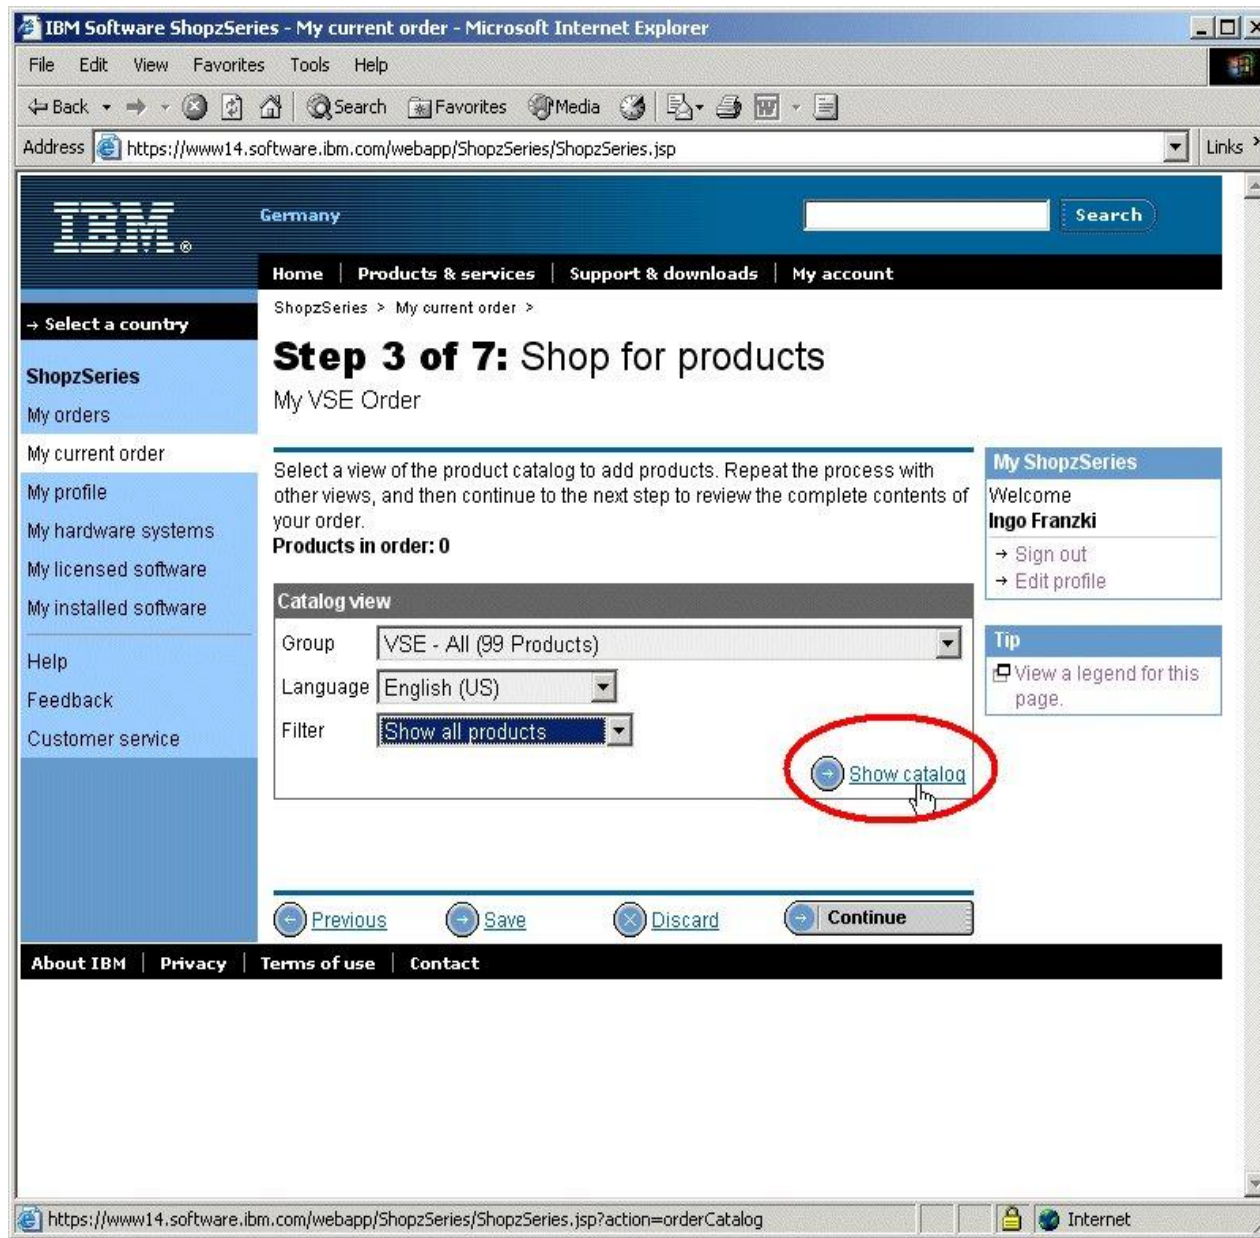 IBM Software ShopzSeries - My current order - Microsoft Internet Explorer
File Edit View Favorites Tools Help
Back Search Favorites Media
Address https://www14.software.ibm.com/webapp/ShopzSeries/ShopzSeries.jsp Links
IBM® Germany Search
Home | Products & services | Support & downloads | My account
→ Select a country
ShopzSeries
My orders
My current order
My profile
My hardware systems
My licensed software
My installed software
Help
Feedback
Customer service
ShopzSeries > My current order >
Step 3 of 7: Shop for products
My VSE Order
Select a view of the product catalog to add products. Repeat the process with
other views, and then continue to the next step to review the complete contents of
your order.
Products in order: 0
Catalog view
Group VSE - All (99 Products)
Language English (US)
Filter Show all products
Show catalog
Previous Save Discard Continue
My ShopzSeries
Welcome
Ingo Franzki
→ Sign out
→ Edit profile
Tip
View a legend for this
page.
About IBM | Privacy | Terms of use | Contact
https://www14.software.ibm.com/webapp/ShopzSeries/ShopzSeries.jsp?action=orderCatalog Internet